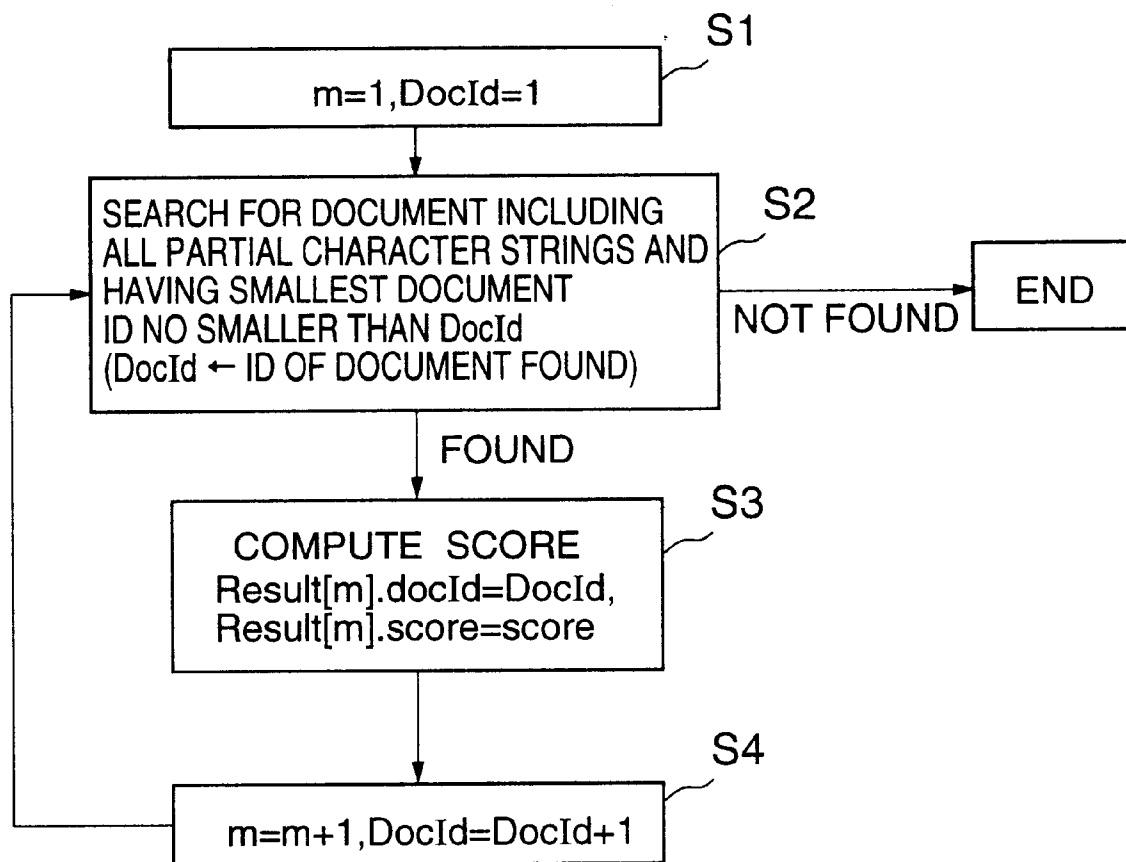 S1
m=1,DocId=1
S2
SEARCH FOR DOCUMENT INCLUDING
ALL PARTIAL CHARACTER STRINGS AND
HAVING SMALLEST DOCUMENT
ID NO SMALLER THAN DocId
(DocId ← ID OF DOCUMENT FOUND)
NOT FOUND
END
FOUND
S3
COMPUTE SCORE
Result[m].docId=DocId,
Result[m].score=score
S4
m=m+1,DocId=DocId+1